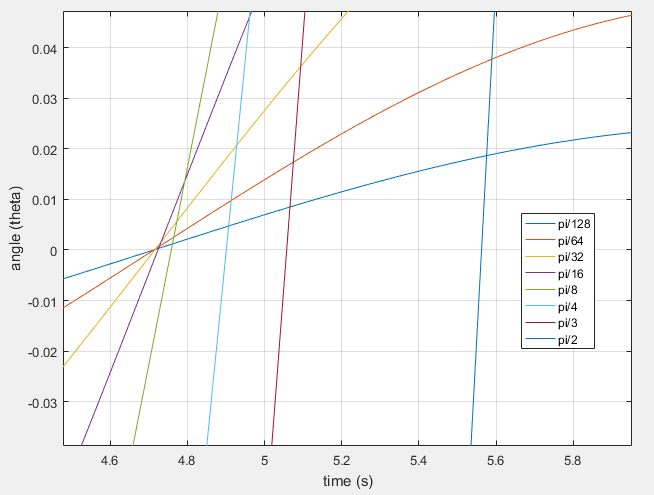 0.04
0.03
0.02
0.01
0
-0.01
-0.02
-0.03
angle (theta)
4.6 4.8 5 5.2 5.4 5.6 5.8
time (s)
pi/128
pi/64
pi/32
pi/16
pi/8
pi/4
pi/3
pi/2